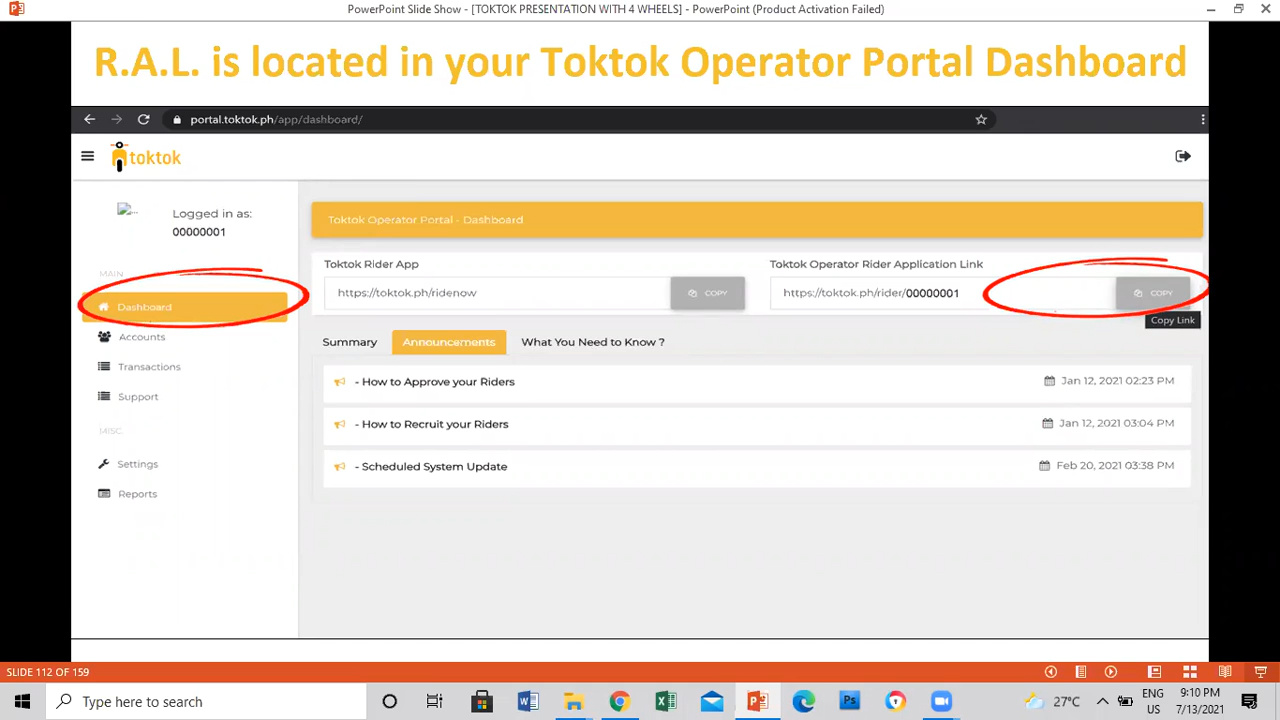 PowerPoint Slide Show - [TOKTOK PRESENTATION WITH 4 WHEELS] - PowerPoint (Product Activation Failed)
R.A.L. is located in your Toktok Operator Portal Dashboard
portal.toktok.ph/app/dashboard/
toktok
Logged in as:
00000001
MAIN
Dashboard
Accounts
Transactions
Support
MISC
Settings
Reports
Toktok Operator Portal - Dashboard
Toktok Rider App
https://toktok.ph/ridenow COPY
Toktok Operator Rider Application Link
https://toktok.ph/rider/00000001 COPY
Copy Link
Summary Announcements What You Need to Know ?
- How to Approve your Riders Jan 12, 2021 02:23 PM
- How to Recruit your Riders Jan 12, 2021 03:04 PM
- Scheduled System Update Feb 20, 2021 03:38 PM
SLIDE 112 OF 159
Type here to search
27°C
ENG
US
9:10 PM
7/13/2021